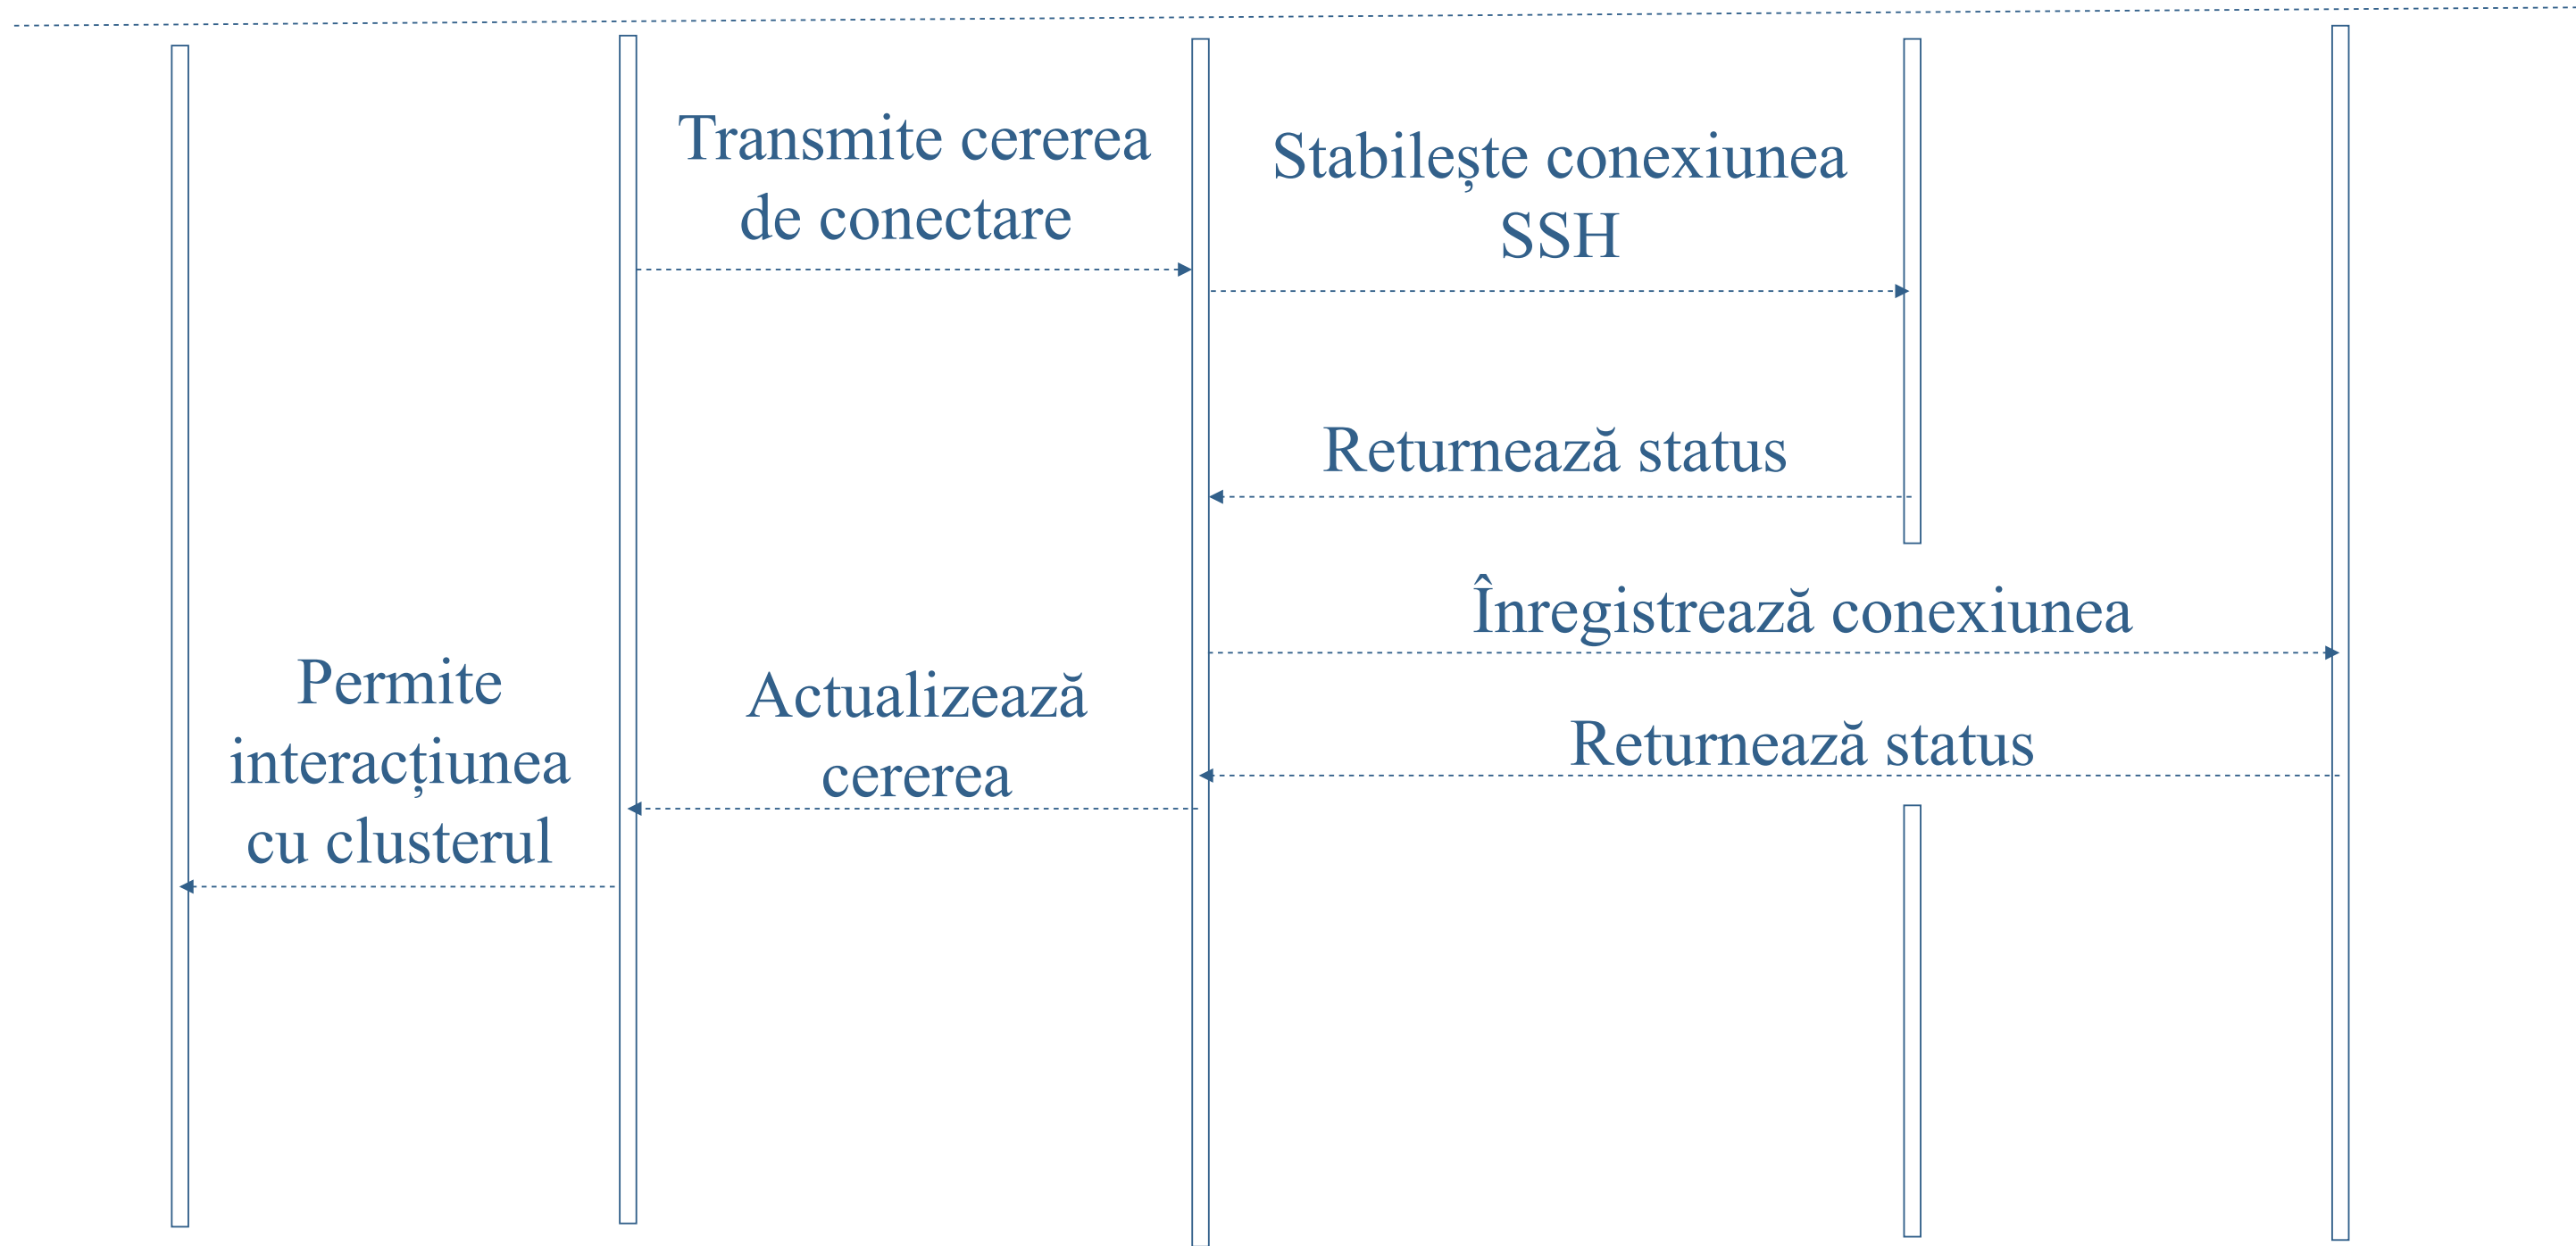 Transmite cererea
de conectare
Stabilește conexiunea
SSH
Returnează status
Înregistrează conexiunea
Returnează status
Actualizează
cererea
Permite
interacțiunea
cu clusterul